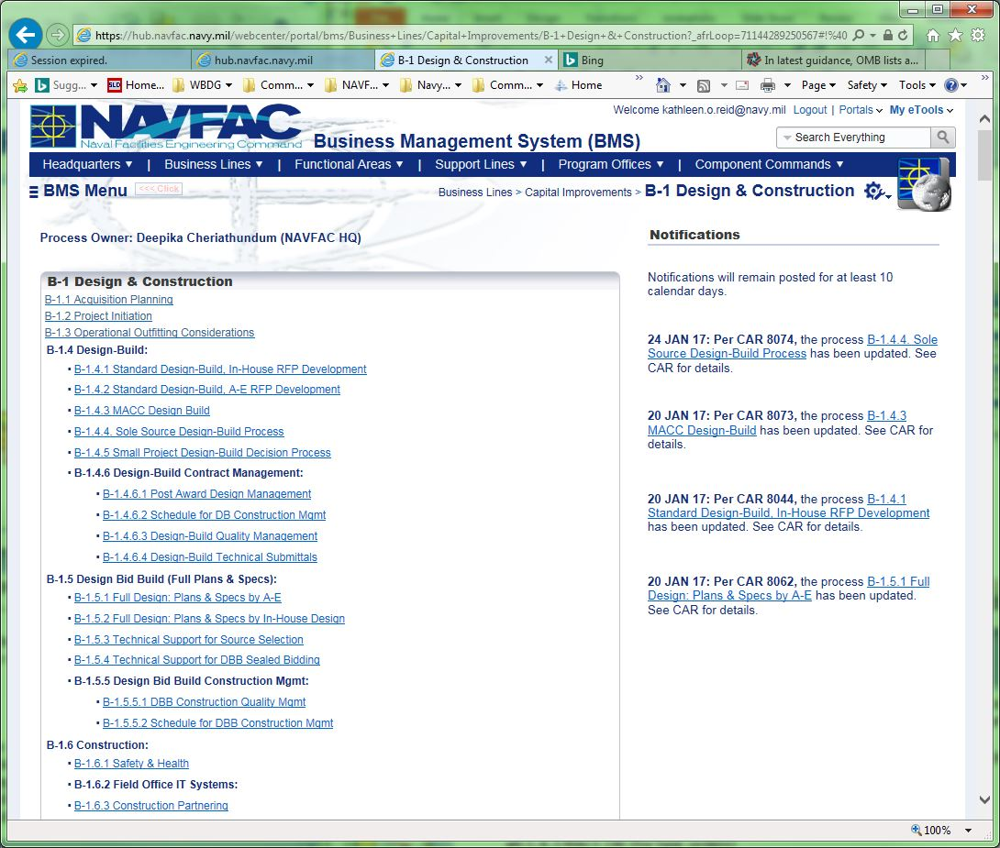 https://hub.navfac.navy.mil/webcenter/portal/bms/Business+Lines/Capital+Improvements/B-1+Design+&+Construction?_afrLoop=71144289250567#!%40
Session expired.
hub.navfac.navy.mil
B-1 Design & Construction
Bing
In latest guidance, OMB lists a...
Sugg...
SLD Home...
WBDG
Comm...
NAVF...
Navy...
Comm...
Home
Page
Safety
Tools
Welcome kathleen.o.reid@navy.mil Logout | Portals My eTools
NAVFAC
Naval Facilities Engineering Command
Business Management System (BMS)
Search Everything
Headquarters | Business Lines | Functional Areas | Support Lines | Program Offices | Component Commands
BMS Menu <<< Click
Business Lines > Capital Improvements > B-1 Design & Construction
Process Owner: Deepika Cheriathundum (NAVFAC HQ)
B-1 Design & Construction
B-1.1 Acquisition Planning
B-1.2 Project Initiation
B-1.3 Operational Outfitting Considerations
B-1.4 Design-Build:
▪ B-1.4.1 Standard Design-Build, In-House RFP Development
▪ B-1.4.2 Standard Design-Build, A-E RFP Development
▪ B-1.4.3 MACC Design Build
▪ B-1.4.4. Sole Source Design-Build Process
▪ B-1.4.5 Small Project Design-Build Decision Process
▪ B-1.4.6 Design-Build Contract Management:
▪ B-1.4.6.1 Post Award Design Management
▪ B-1.4.6.2 Schedule for DB Construction Mgmt
▪ B-1.4.6.3 Design-Build Quality Management
▪ B-1.4.6.4 Design-Build Technical Submittals
B-1.5 Design Bid Build (Full Plans & Specs):
▪ B-1.5.1 Full Design: Plans & Specs by A-E
▪ B-1.5.2 Full Design: Plans & Specs by In-House Design
▪ B-1.5.3 Technical Support for Source Selection
▪ B-1.5.4 Technical Support for DBB Sealed Bidding
▪ B-1.5.5 Design Bid Build Construction Mgmt:
▪ B-1.5.5.1 DBB Construction Quality Mgmt
▪ B-1.5.5.2 Schedule for DBB Construction Mgmt
B-1.6 Construction:
▪ B-1.6.1 Safety & Health
▪ B-1.6.2 Field Office IT Systems:
▪ B-1.6.3 Construction Partnering
Notifications
Notifications will remain posted for at least 10
calendar days.
24 JAN 17: Per CAR 8074, the process B-1.4.4. Sole
Source Design-Build Process has been updated. See
CAR for details.
20 JAN 17: Per CAR 8073, the process B-1.4.3
MACC Design-Build has been updated. See CAR for
details.
20 JAN 17: Per CAR 8044, the process B-1.4.1
Standard Design-Build, In-House RFP Development
has been updated. See CAR for details.
20 JAN 17: Per CAR 8062, the process B-1.5.1 Full
Design: Plans & Specs by A-E has been updated.
See CAR for details.
100%